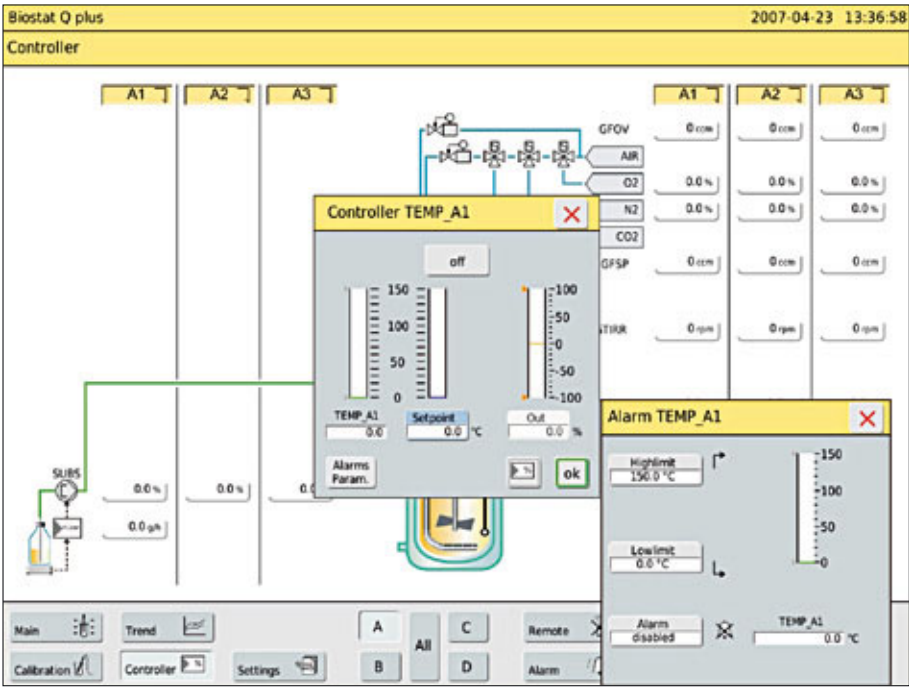 Biostat Q plus 2007-04-23 13:36:58
Controller
A1 A2 A3 A1 A2 A3
GFOV 0 ccm 0 ccm 0 ccm
AIR
O2 0.0 % 0.0 % 0.0 %
N2 0.0 % 0.0 % 0.0 %
CO2
GFSP 0 ccm 0 ccm 0 ccm
0 rpm 0 rpm 0 rpm
Controller TEMP_A1
off
150 100
50
100 0
50 -50
0 -100
TEMP_A1 Setpoint Out
0.0 0.0 °C 0.0 %
Alarms
Param.
%
ok
SUBS
0.0 % 0.0 %
0.0 g/h
Alarm TEMP_A1
Highlimit
150.0 °C
150
100
50
0
Lowlimit
0.0 °C
Alarm
disabled
TEMP_A1
0.0 °C
Main Trend A All C Remote
Calibration Controller % Settings B D Alarm